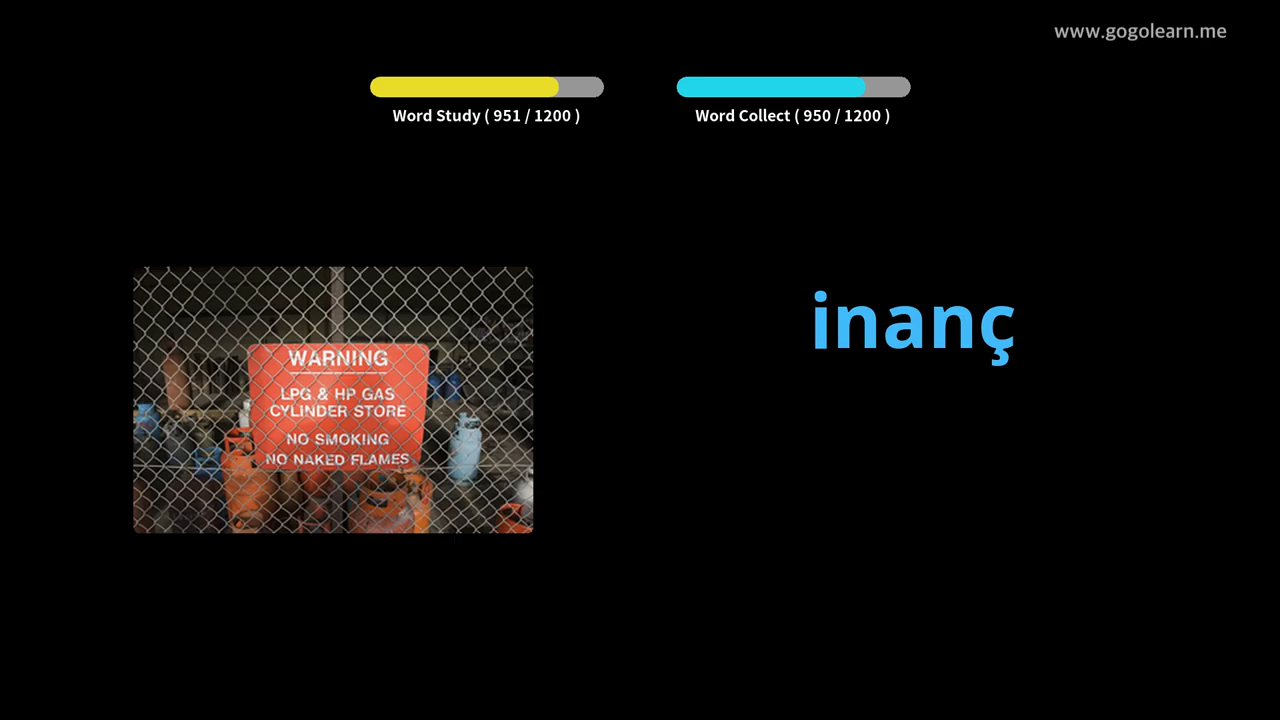 www.gogolearn.me
Word Study ( 951 / 1200 )
Word Collect ( 950 / 1200 )
inanç
WARNING
LPG & HP GAS
CYLINDER STORE
NO SMOKING
NO NAKED FLAMES